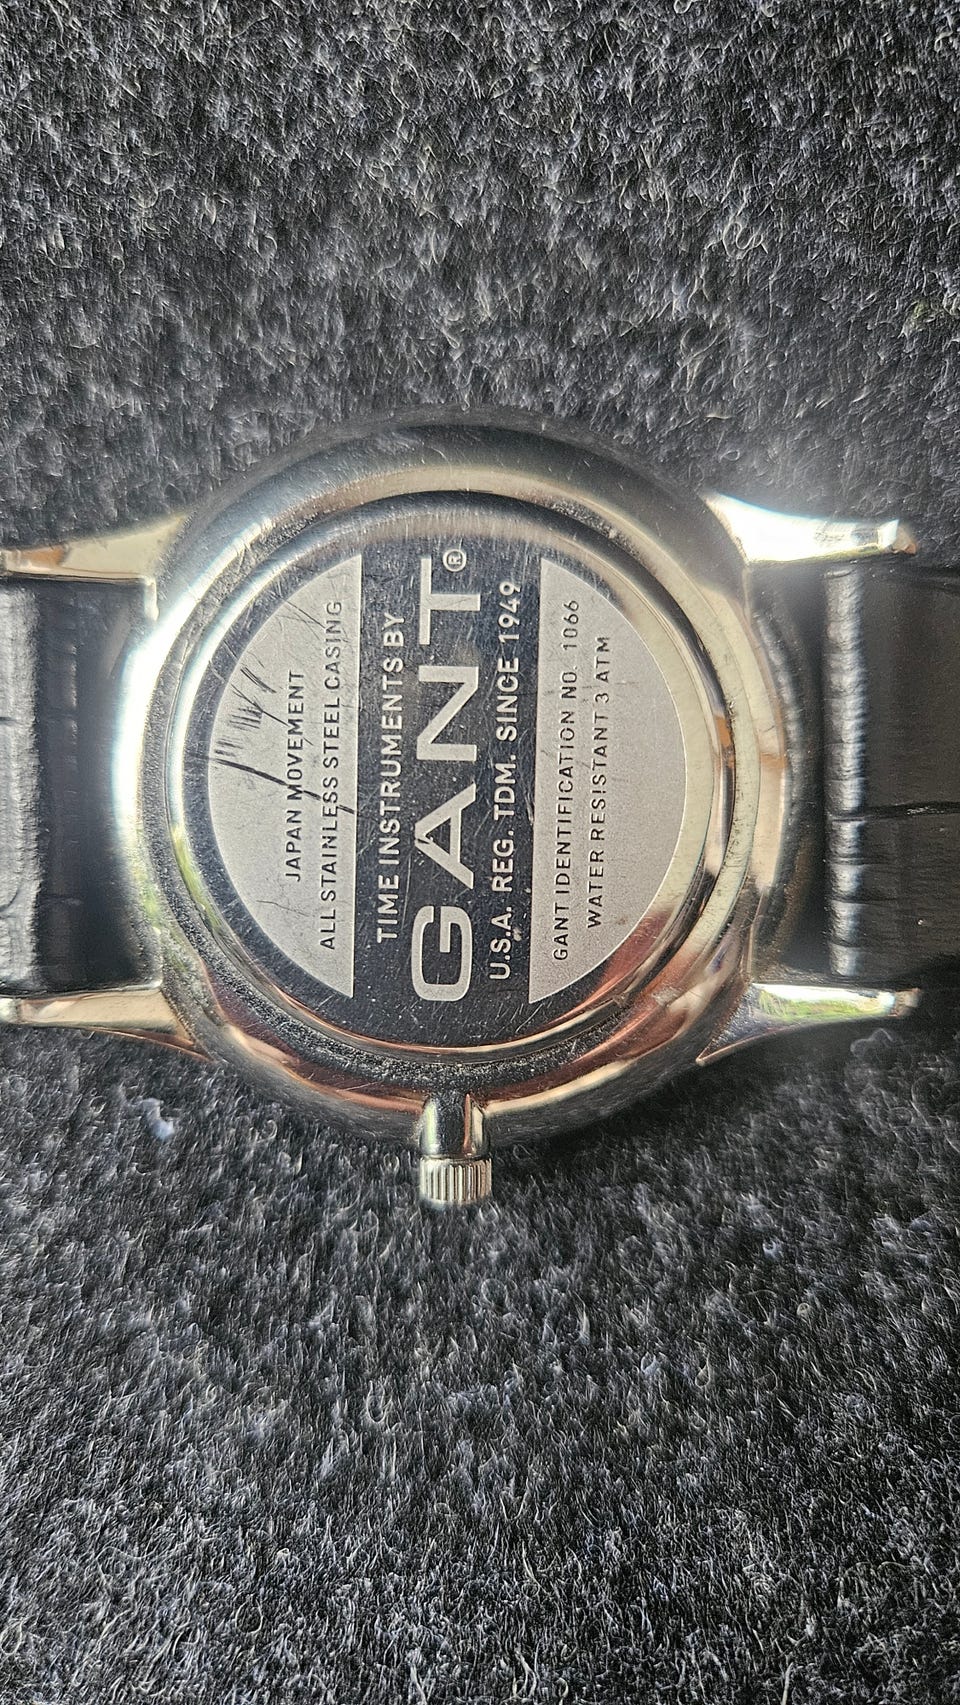 JAPAN MOVEMENT
ALL STAINLESS STEEL CASING
TIME INSTRUMENTS BY
GANT®
U.S.A. REG. TDM. SINCE 1949
GANT IDENTIFICATION NO. 1066
WATER RESISTANT 3 ATM